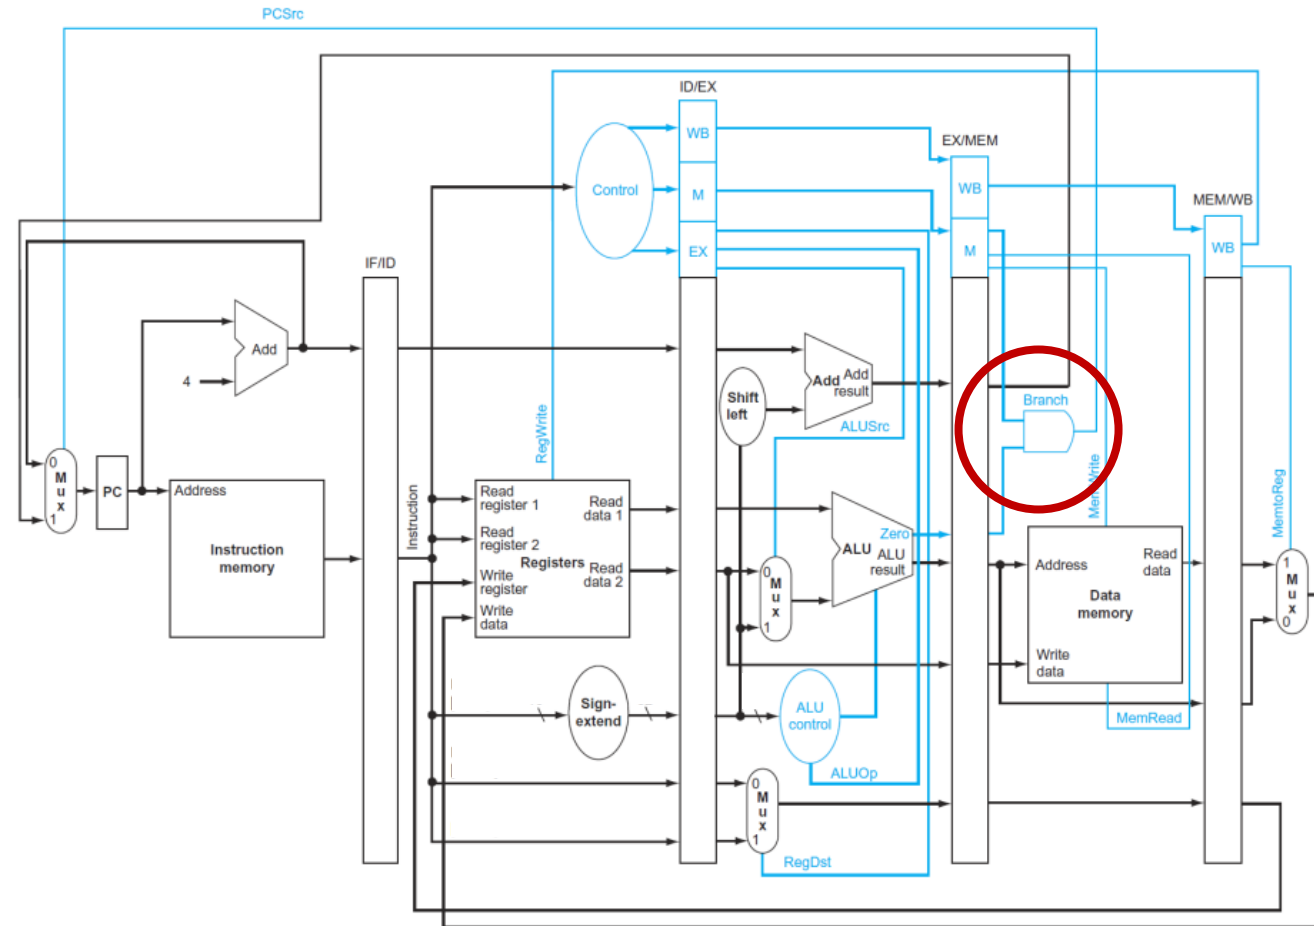 PCSrc
ID/EX
WB
EX/MEM
Control
M
WB
MEM/WB
EX
M
WB
IF/ID
Add
4
Add Add
result
Shift
left
Branch
ALUSrc
RegWrite
0
M
u
x
1
PC
Address
Instruction
memory
Instruction
Read
register 1
Read
register 2
Write
register
Write
data
Registers
Read
data 1
Read
data 2
0
M
u
x
1
Zero
ALU
ALU
result
MemWrite
Address
Read
data
Data
memory
Write
data
MemtoReg
1
M
u
x
0
Sign-
extend
ALU
control
MemRead
ALUOp
0
M
u
x
1
RegDst